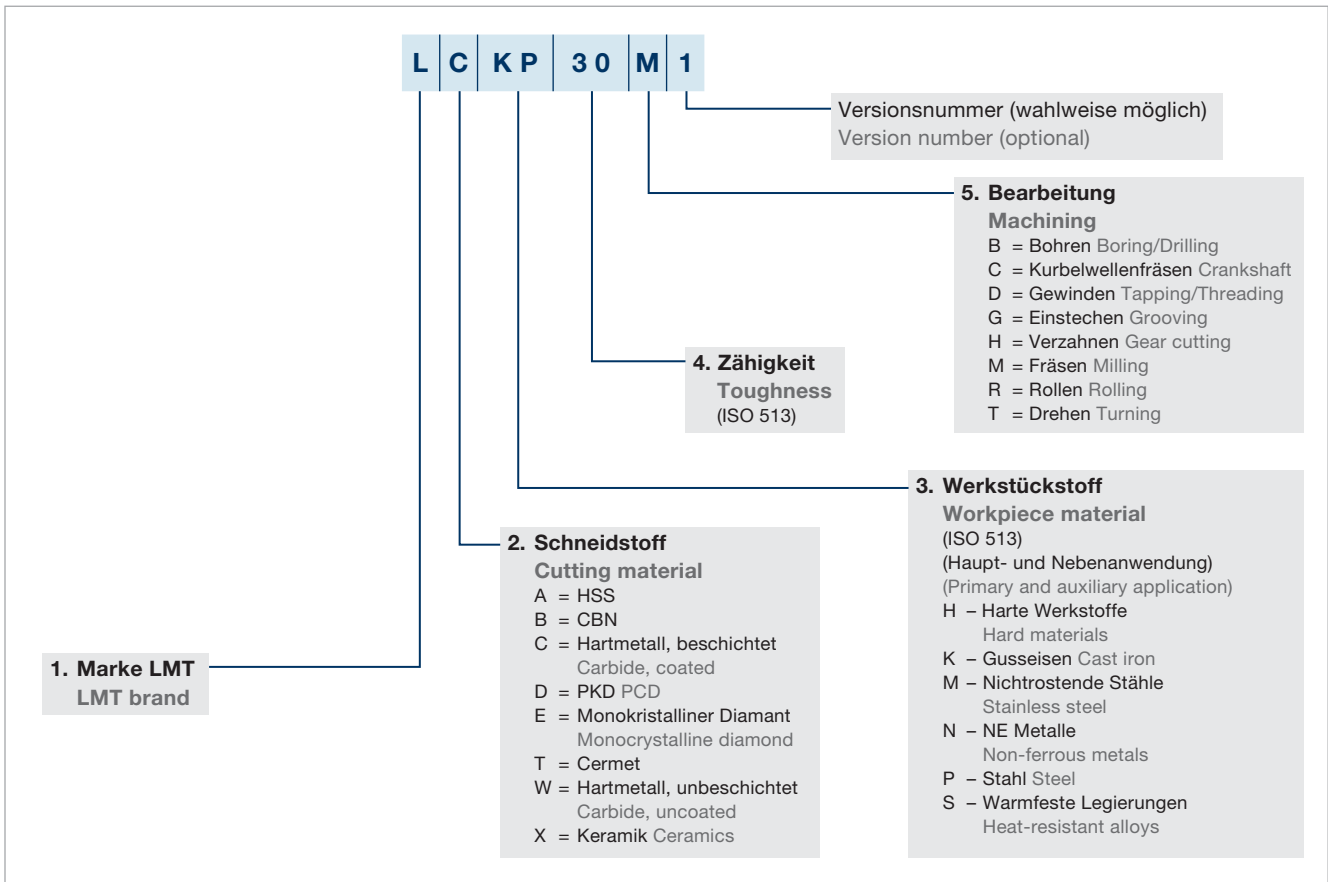 L C K P 3 0 M 1
Versionsnummer (wahlweise möglich)
Version number (optional)
5. Bearbeitung
Machining
B = Bohren Boring/Drilling
C = Kurbelwellenfräsen Crankshaft
D = Gewinden Tapping/Threading
G = Einstechen Grooving
H = Verzahnen Gear cutting
M = Fräsen Milling
R = Rollen Rolling
T = Drehen Turning
4. Zähigkeit
Toughness
(ISO 513)
3. Werkstückstoff
Workpiece material
(ISO 513)
(Haupt- und Nebenanwendung)
(Primary and auxiliary application)
H – Harte Werkstoffe
Hard materials
K – Gusseisen Cast iron
M – Nichtrostende Stähle
Stainless steel
N – NE Metalle
Non-ferrous metals
P – Stahl Steel
S – Warmfeste Legierungen
Heat-resistant alloys
2. Schneidstoff
Cutting material
A = HSS
B = CBN
C = Hartmetall, beschichtet
Carbide, coated
D = PKD PCD
E = Monokristalliner Diamant
Monocrystalline diamond
T = Cermet
W = Hartmetall, unbeschichtet
Carbide, uncoated
X = Keramik Ceramics
1. Marke LMT
LMT brand